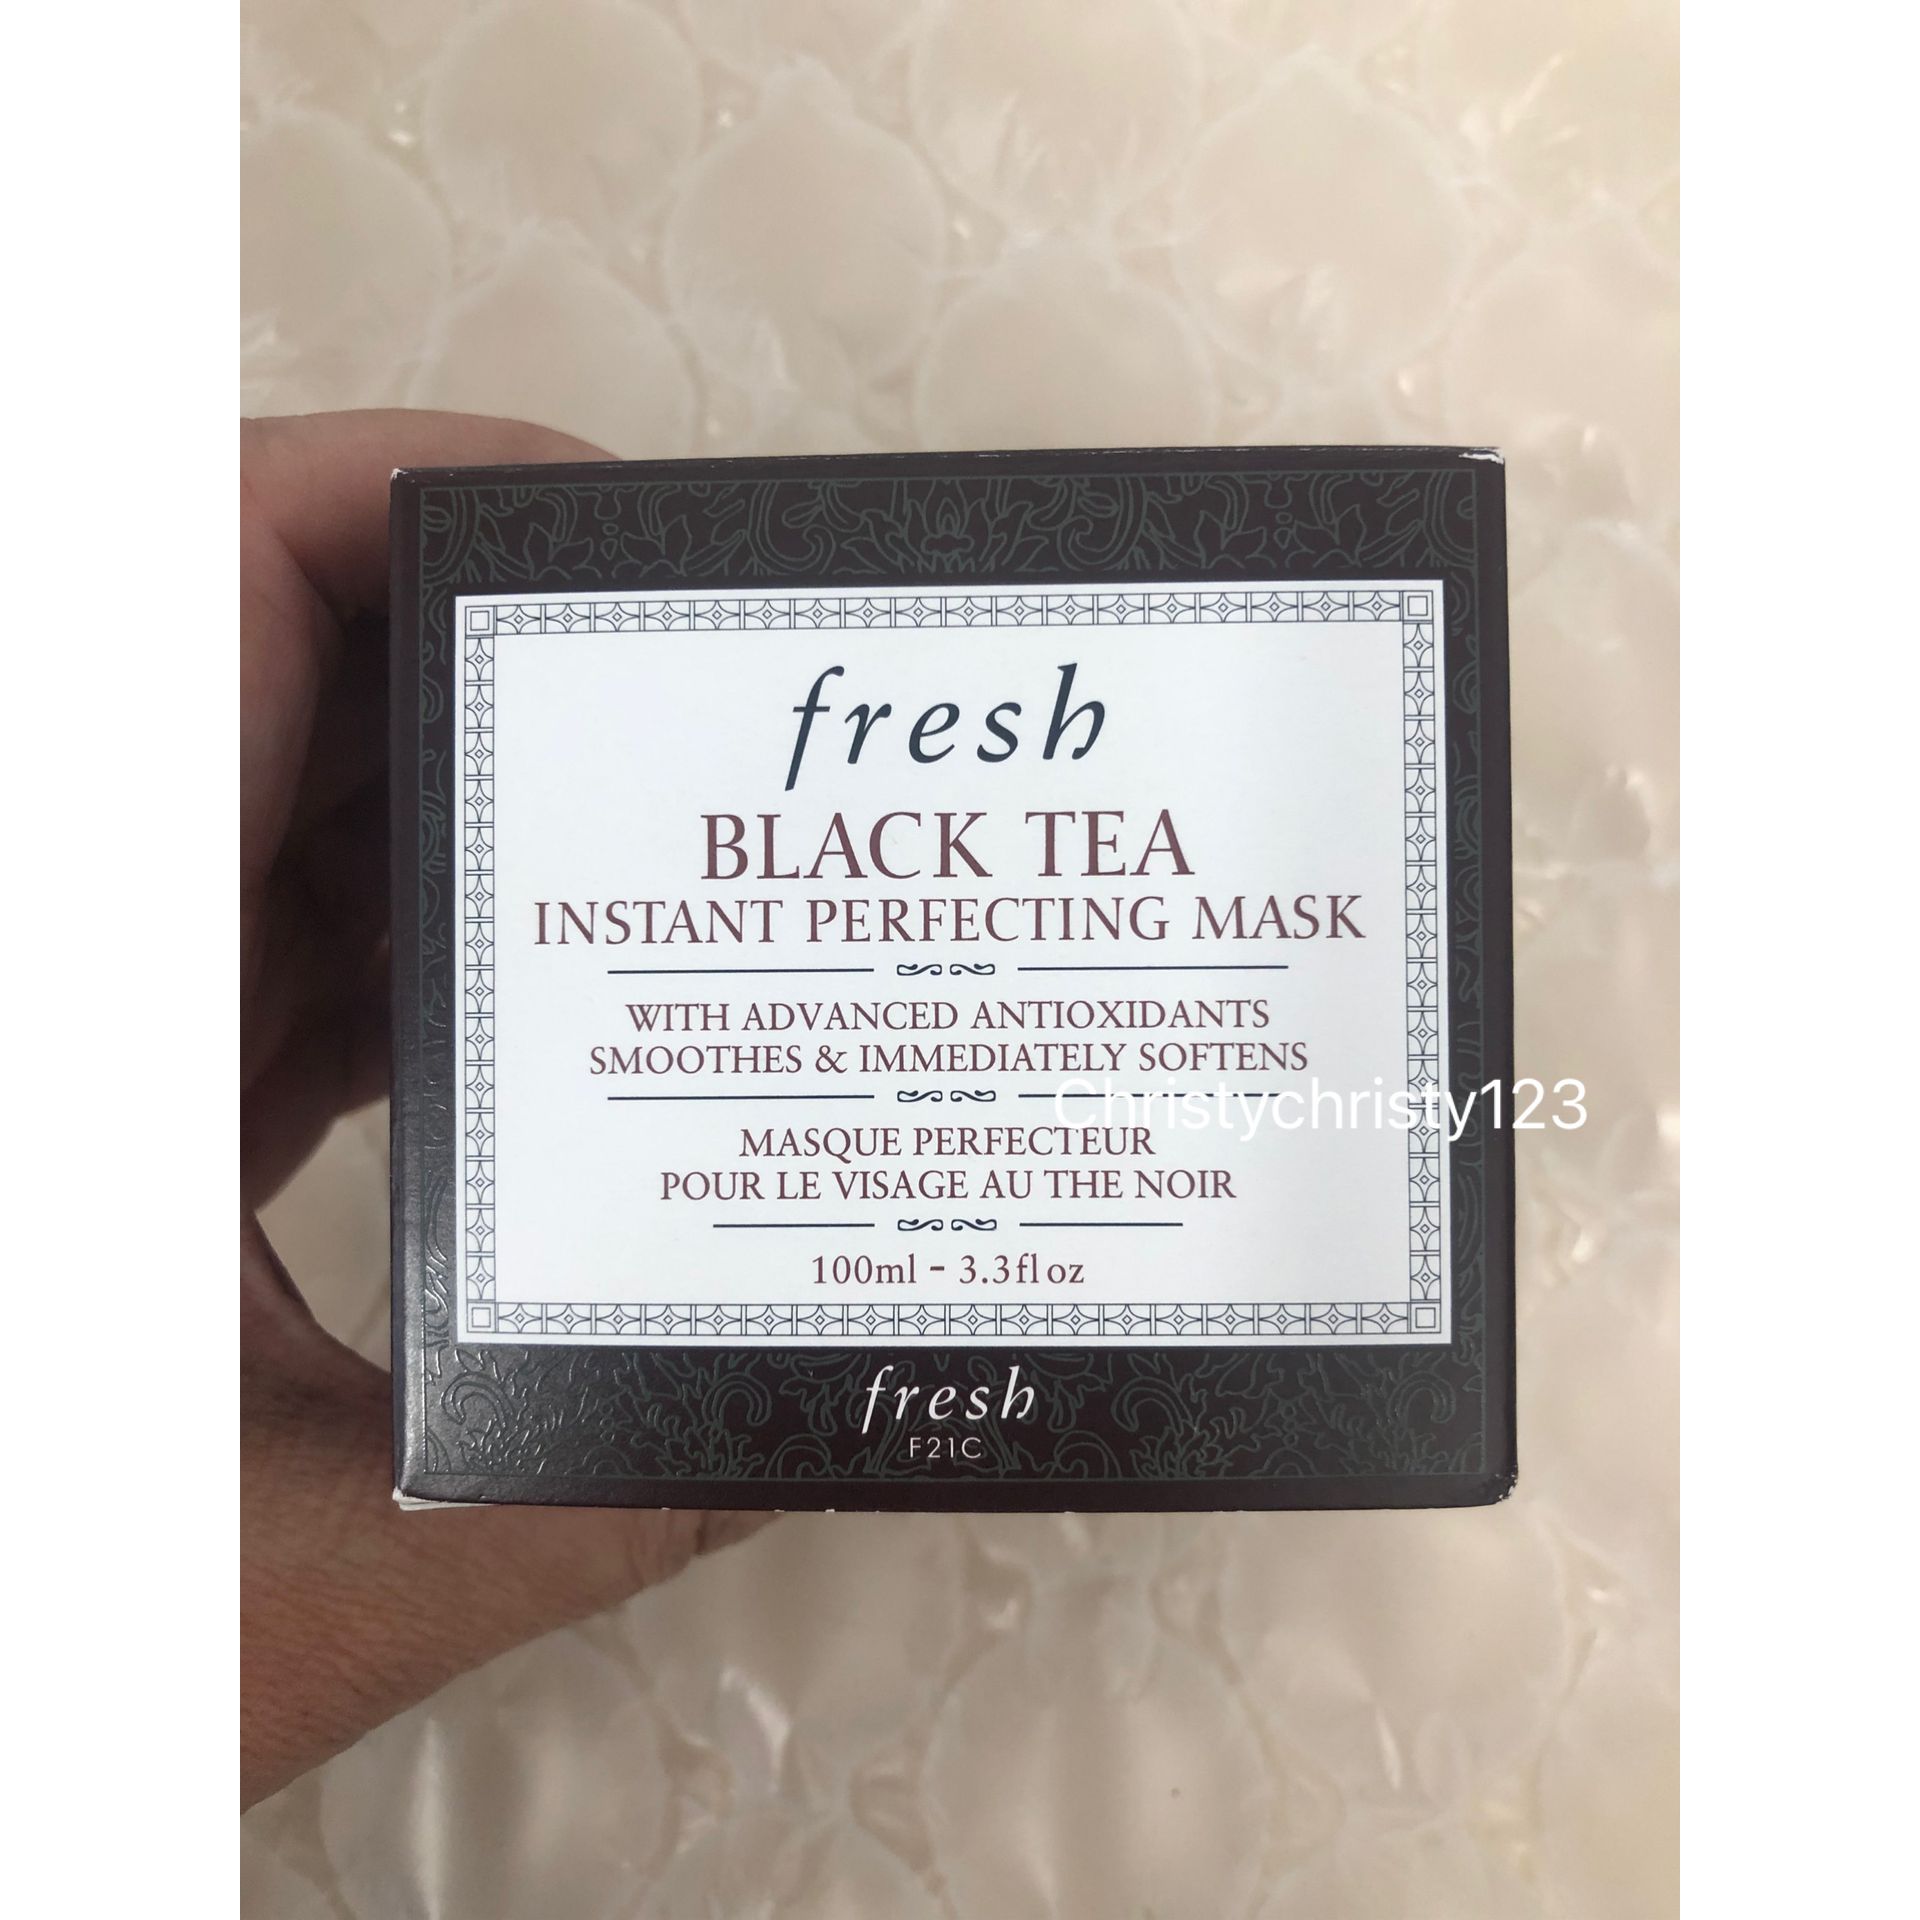 fresh
BLACK TEA
INSTANT PERFECTING MASK
WITH ADVANCED ANTIOXIDANTS
SMOOTHES & IMMEDIATELY SOFTENS
Christychristy123
MASQUE PERFECTEUR
POUR LE VISAGE AU THE NOIR
100ml - 3.3fl oz
fresh
F21C